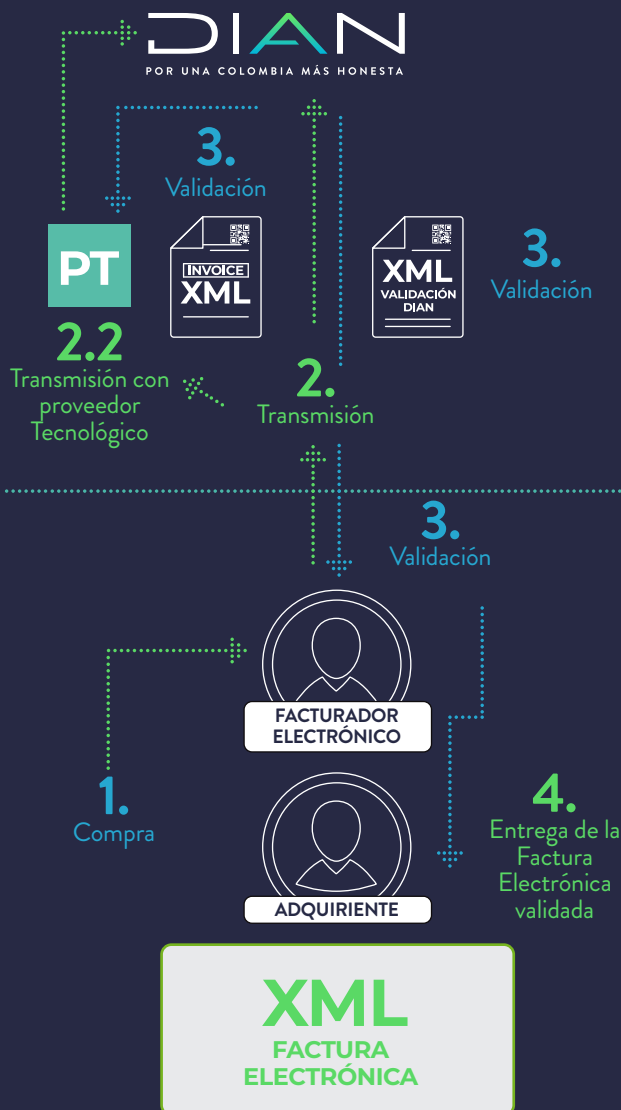 DIAN
POR UNA COLOMBIA MÁS HONESTA
3.
Validación
PT
INVOICE
XML
XML
VALIDACIÓN
DIAN
3.
Validación
2.2
Transmisión con
proveedor
Tecnológico
2.
Transmisión
3.
Validación
FACTURADOR
ELECTRÓNICO
1.
Compra
ADQUIRIENTE
4.
Entrega de la
Factura
Electrónica
validada
XML
FACTURA
ELECTRÓNICA